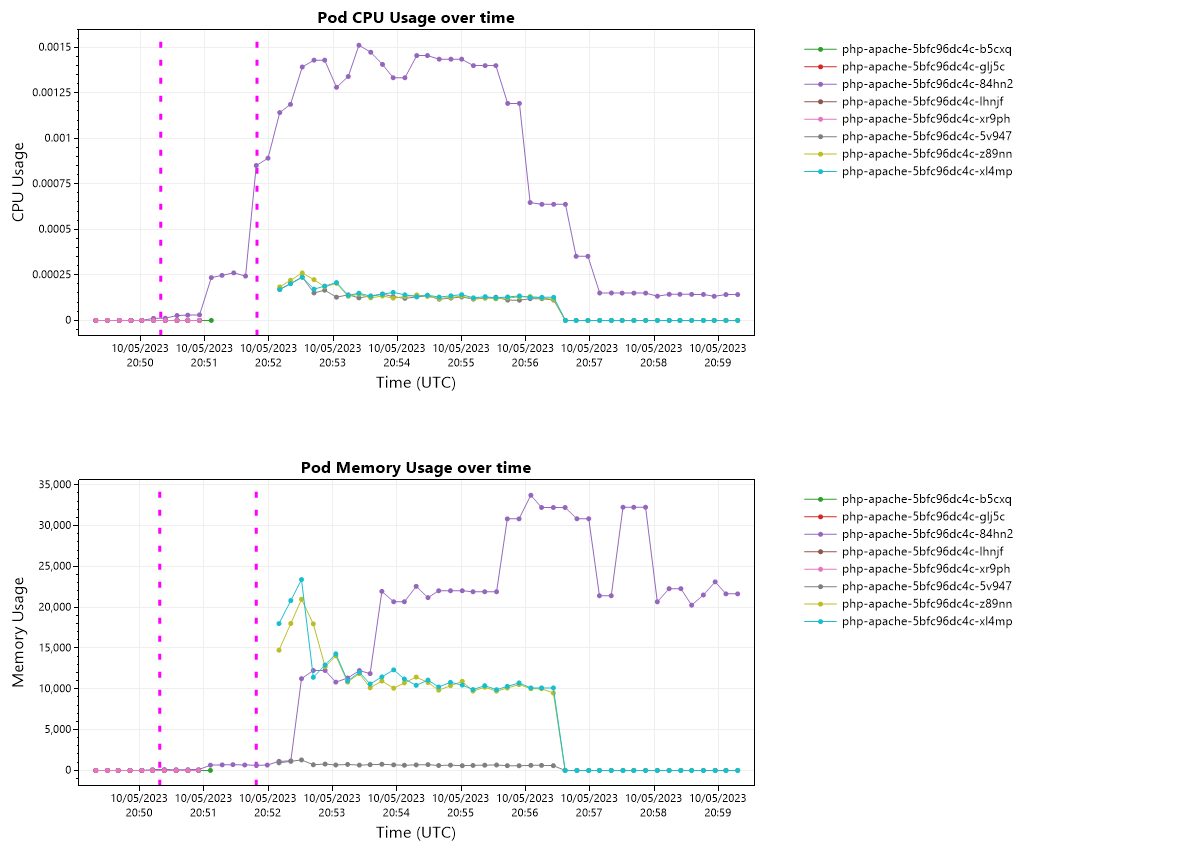 Pod CPU Usage over time
0.0015
0.00125
0.001
0.00075
0.0005
0.00025
0
CPU Usage
10/05/2023 10/05/2023 10/05/2023 10/05/2023 10/05/2023 10/05/2023 10/05/2023 10/05/2023 10/05/2023 10/05/2023
20:50 20:51 20:52 20:53 20:54 20:55 20:56 20:57 20:58 20:59
Time (UTC)
php-apache-5bfc96dc4c-b5cxq
php-apache-5bfc96dc4c-glj5c
php-apache-5bfc96dc4c-84hn2
php-apache-5bfc96dc4c-lhnjf
php-apache-5bfc96dc4c-xr9ph
php-apache-5bfc96dc4c-5v947
php-apache-5bfc96dc4c-z89nn
php-apache-5bfc96dc4c-xl4mp
Pod Memory Usage over time
35,000
30,000
25,000
20,000
15,000
10,000
5,000
0
Memory Usage
10/05/2023 10/05/2023 10/05/2023 10/05/2023 10/05/2023 10/05/2023 10/05/2023 10/05/2023 10/05/2023 10/05/2023
20:50 20:51 20:52 20:53 20:54 20:55 20:56 20:57 20:58 20:59
Time (UTC)
php-apache-5bfc96dc4c-b5cxq
php-apache-5bfc96dc4c-glj5c
php-apache-5bfc96dc4c-84hn2
php-apache-5bfc96dc4c-lhnjf
php-apache-5bfc96dc4c-xr9ph
php-apache-5bfc96dc4c-5v947
php-apache-5bfc96dc4c-z89nn
php-apache-5bfc96dc4c-xl4mp